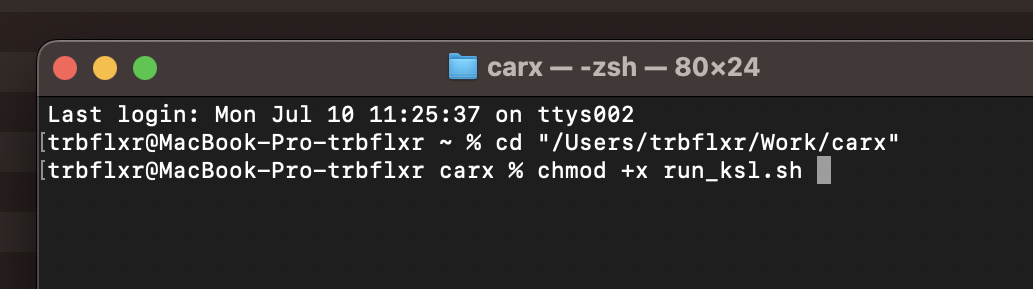 carx — -zsh — 80×24
Last login: Mon Jul 10 11:25:37 on ttys002
[trbflxr@MacBook-Pro-trbflxr ~ % cd "/Users/trbflxr/Work/carx"
[trbflxr@MacBook-Pro-trbflxr carx % chmod +x run_ksl.sh